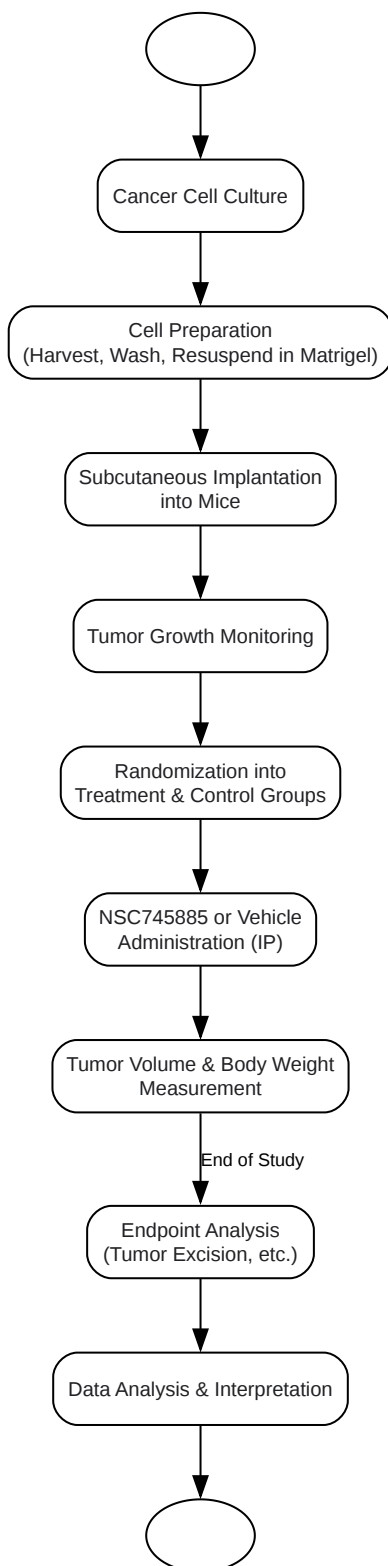 Cancer Cell Culture
Cell Preparation
(Harvest, Wash, Resuspend in Matrigel)
Subcutaneous Implantation
into Mice
Tumor Growth Monitoring
Randomization into
Treatment & Control Groups
NSC745885 or Vehicle
Administration (IP)
Tumor Volume & Body Weight
Measurement
End of Study
Endpoint Analysis
(Tumor Excision, etc.)
Data Analysis & Interpretation